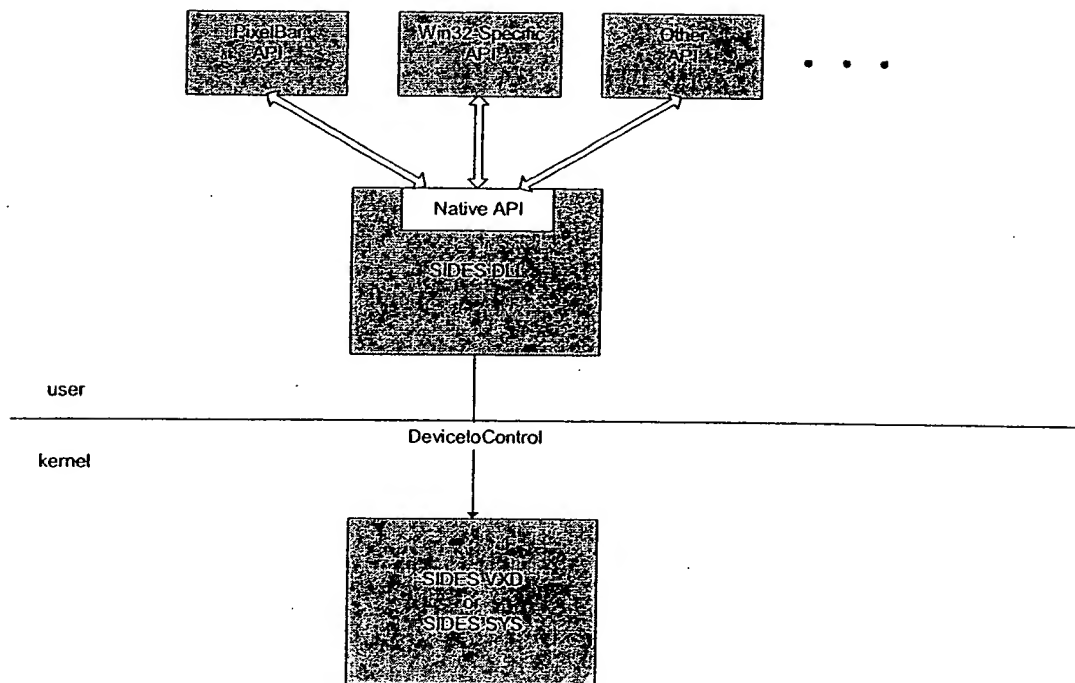 PixelBar
API
Win32-Specific
API
Other
API
Native API
SIDES.DLL
user
DeviceIoControl
kernel
SIDES.VXD
or
SIDES.SYS